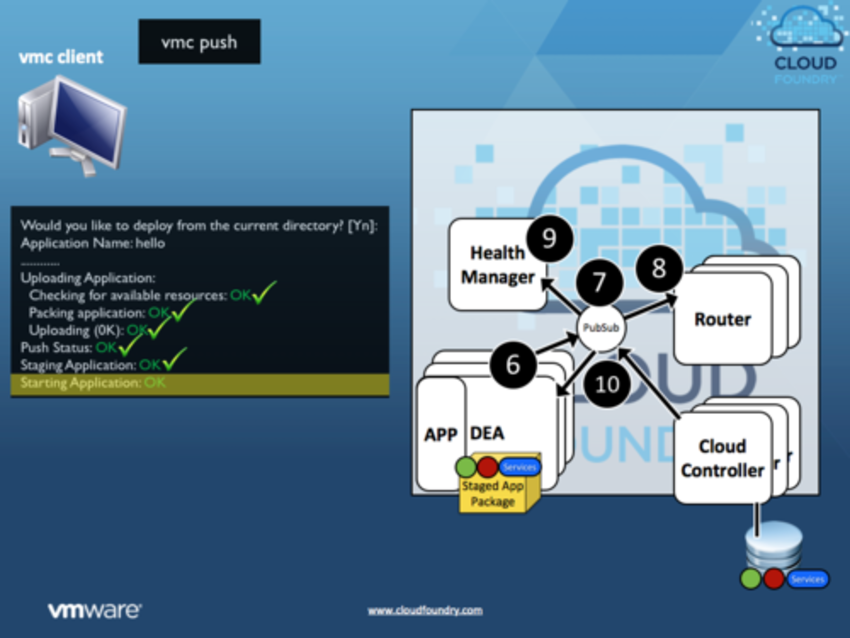 vmc client
vmc push
CLOUD
FOUNDRY
Would you like to deploy from the current directory? [Yn]:
Application Name: hello
............
Uploading Application:
Checking for available resources: OK
Packing application: OK
Uploading (0K): OK
Push Status: OK
Staging Application: OK
Starting Application: OK
Health
Manager
9
7
8
Router
PubSub
6
10
OUD
UND
APP
DEA
Services
Staged App
Package
Cloud
Controller
r
r
Services
vmware
www.cloudfoundry.com